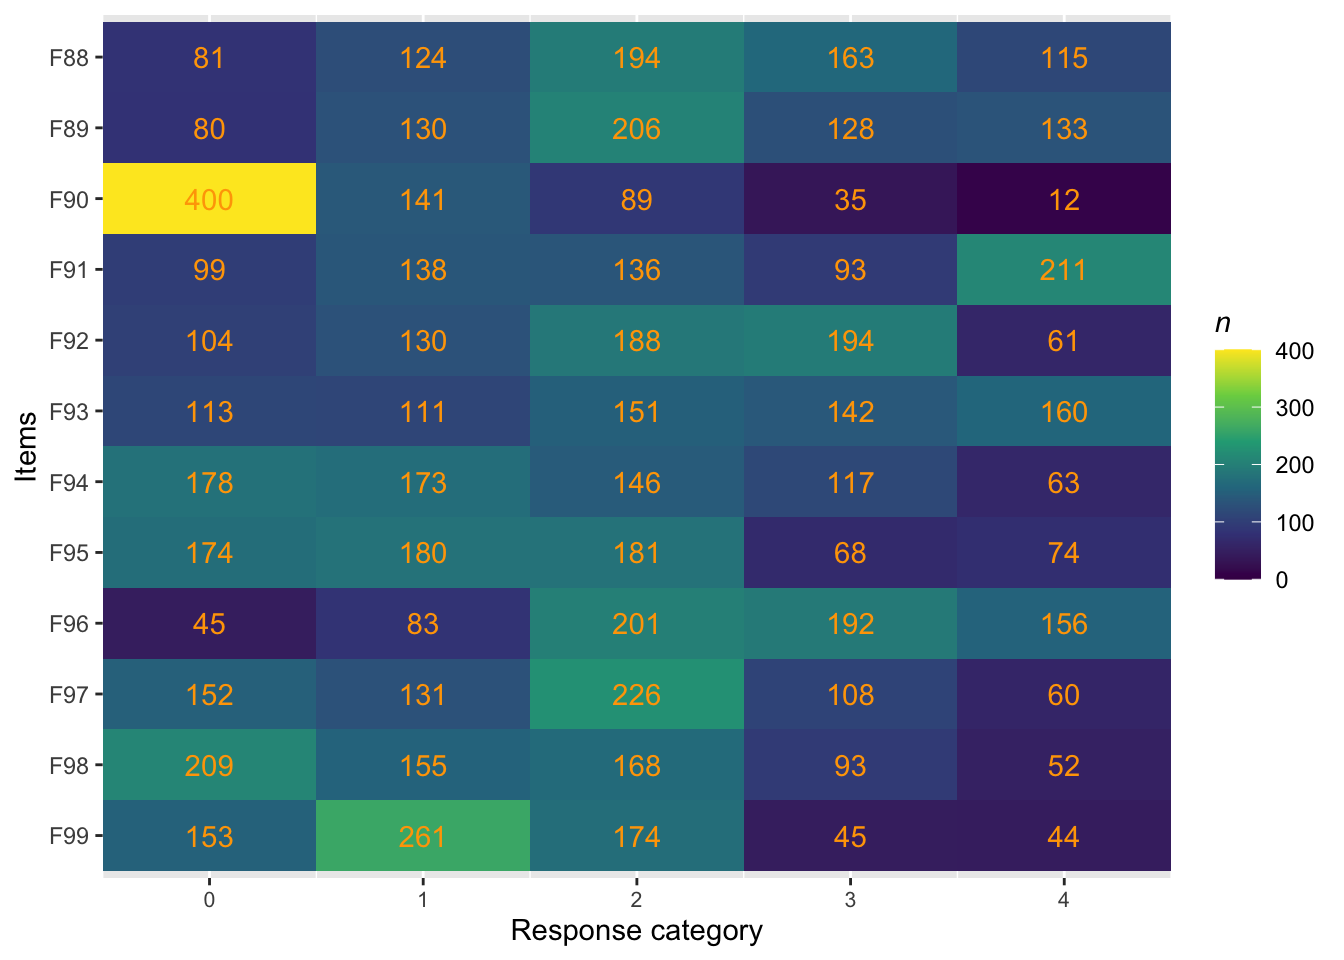 F88 81 124 194 163 115
F89 80 130 206 128 133
F90 400 141 89 35 12
F91 99 138 136 93 211
F92 104 130 188 194 61
F93 113 111 151 142 160
F94 178 173 146 117 63
F95 174 180 181 68 74
F96 45 83 201 192 156
F97 152 131 226 108 60
F98 209 155 168 93 52
F99 153 261 174 45 44
0 1 2 3 4
Response category
Items
n
400
300
200
100
0